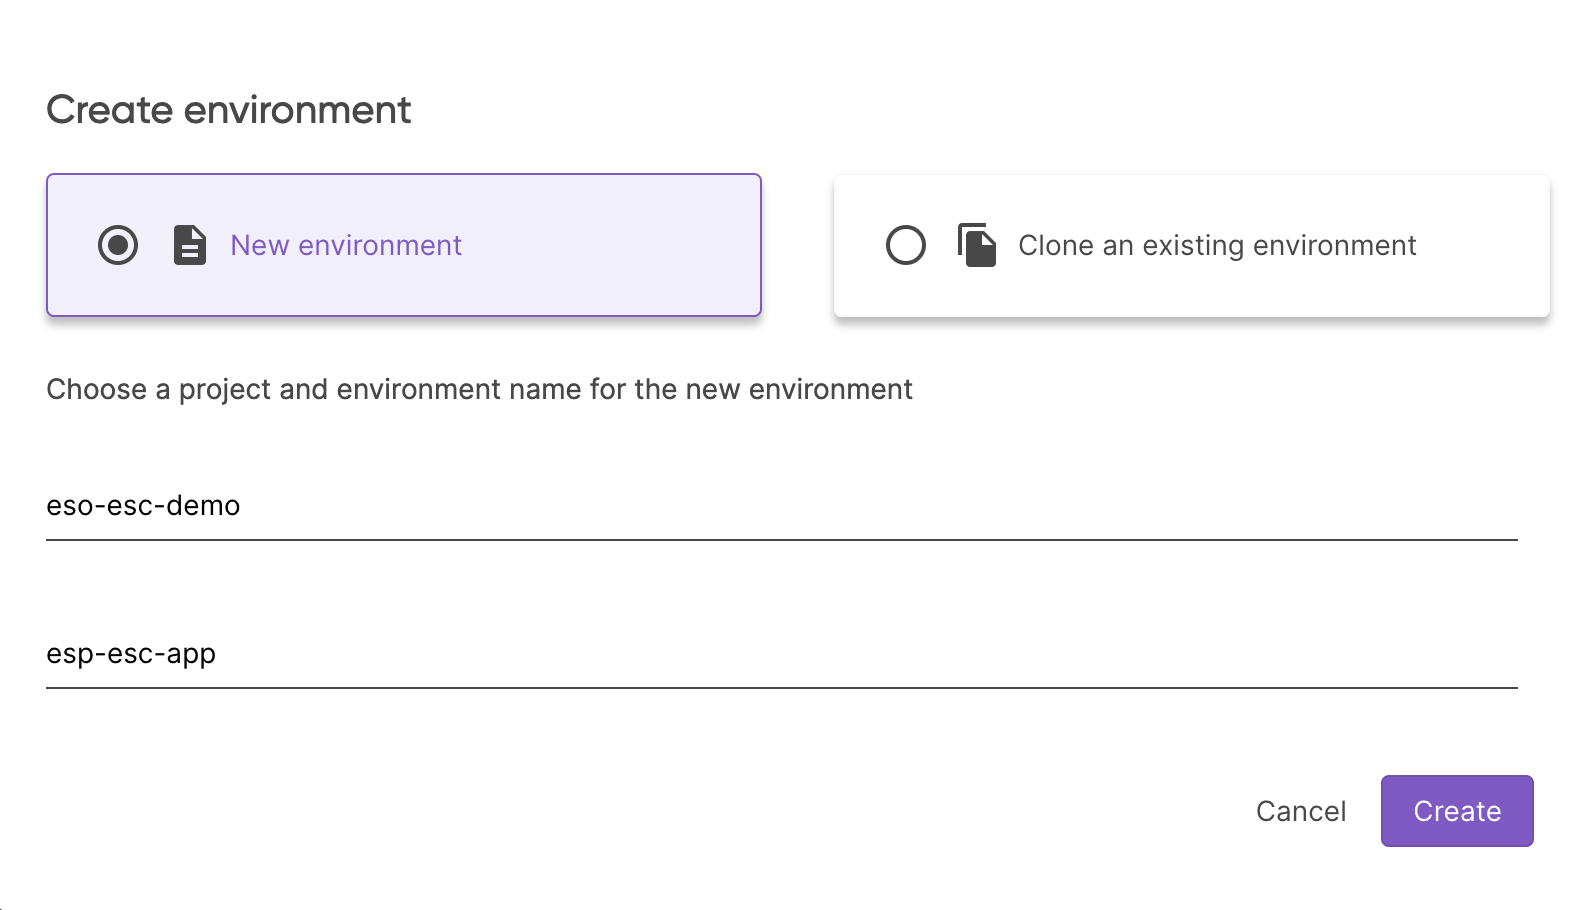 Create environment
New environment
Clone an existing environment
Choose a project and environment name for the new environment
eso-esc-demo
esp-esc-app
Cancel
Create